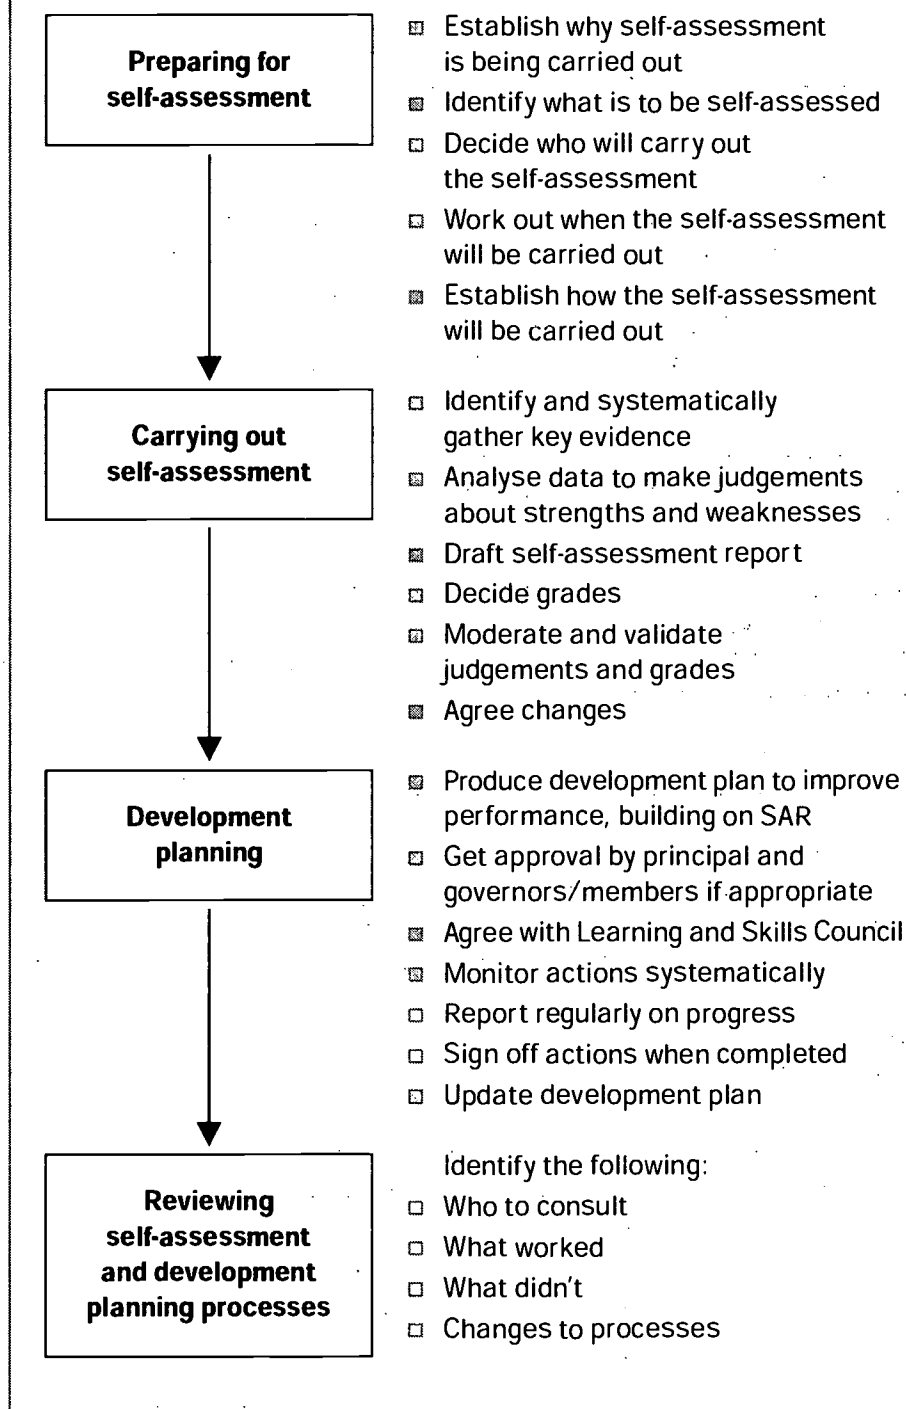 Preparing for
self-assessment
Establish why self-assessment
is being carried out
Identify what is to be self-assessed
Decide who will carry out
the self-assessment
Work out when the self-assessment
will be carried out
Establish how the self-assessment
will be carried out
Carrying out
self-assessment
Identify and systematically
gather key evidence
Analyse data to make judgements
about strengths and weaknesses
Draft self-assessment report
Decide grades
Moderate and validate
judgements and grades
Agree changes
Development
planning
Produce development plan to improve
performance, building on SAR
Get approval by principal and
governors/members if appropriate
Agree with Learning and Skills Council
Monitor actions systematically
Report regularly on progress
Sign off actions when completed
Update development plan
Reviewing
self-assessment
and development
planning processes
Identify the following:
Who to consult
What worked
What didn't
Changes to processes